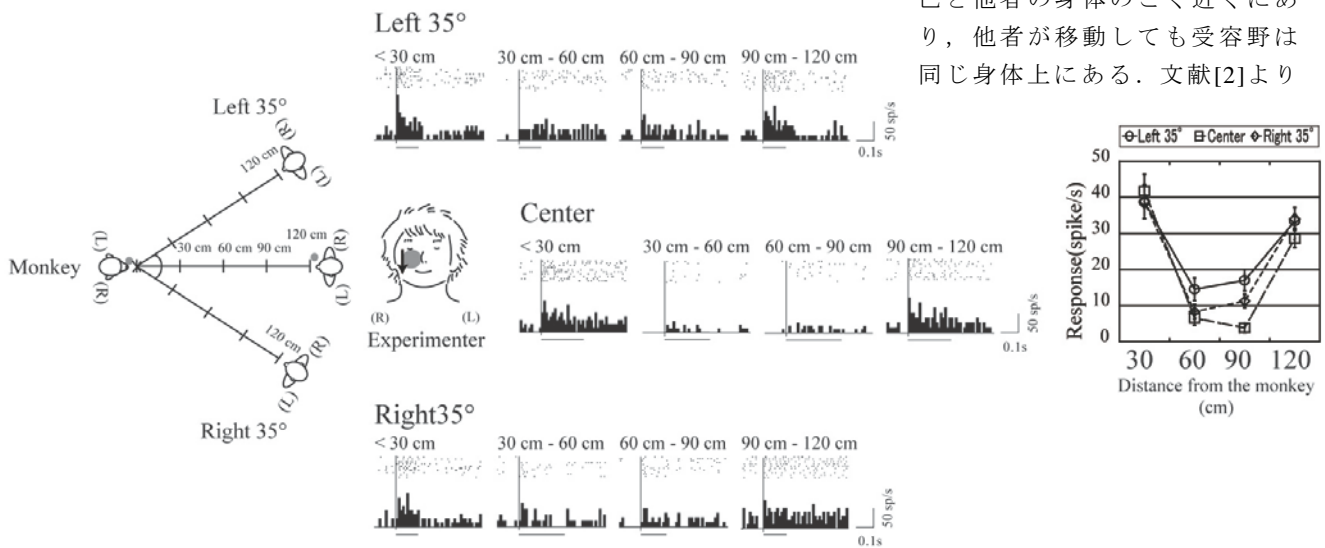 己と他者の身体のごく近くにあ
り，他者が移動しても受容野は
同じ身体上にある．文献[2]より
Left 35°
< 30 cm
30 cm - 60 cm
60 cm - 90 cm
90 cm - 120 cm
50 sp/s
0.1s
Left 35°
(R)
(L)
120 cm
Monkey
(L)
(R)
30 cm 60 cm 90 cm 120 cm
(R)
(L)
120 cm
(R)
(L)
Right 35°
(R) (L)
Experimenter
Center
< 30 cm
30 cm - 60 cm
60 cm - 90 cm
90 cm - 120 cm
50 sp/s
0.1s
Right35°
< 30 cm
30 cm - 60 cm
60 cm - 90 cm
90 cm - 120 cm
50 sp/s
0.1s
Left 35° Center Right 35°
Response(spike/s)
50
40
30
20
10
0
30 60 90 120
Distance from the monkey
(cm)